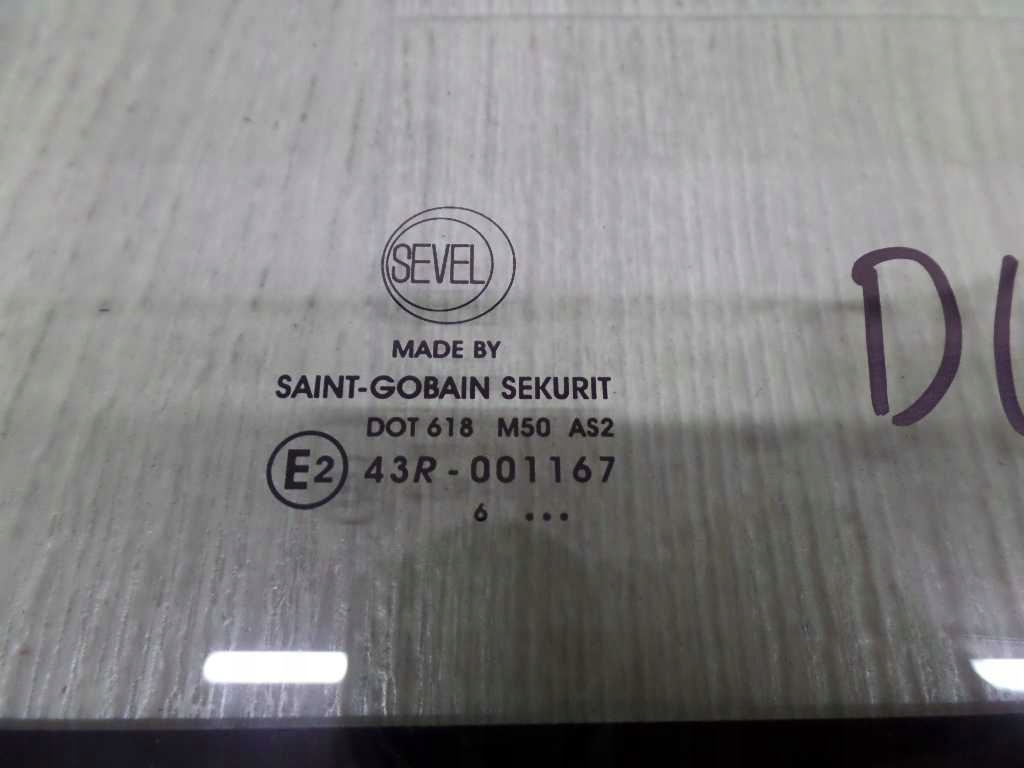 SEVEL
MADE BY
SAINT-GOBAIN SEKURIT
DOT 618 M50 AS2
E2 43R - 001167
6 ...